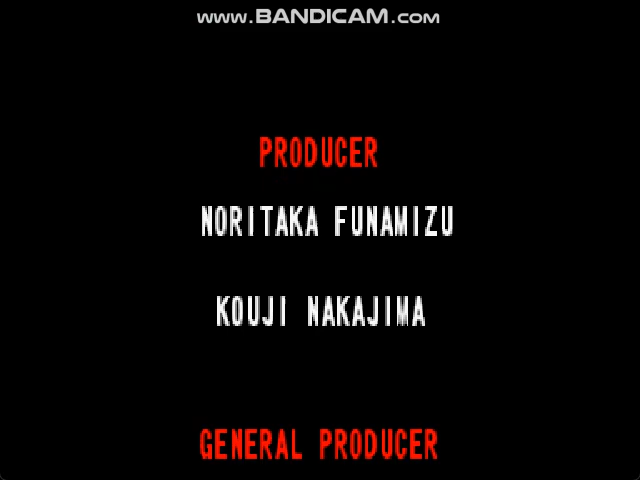 www.BANDICAM.com
PRODUCER
NORITAKA FUNAMIZU
KOUJI NAKAJIMA
GENERAL PRODUCER